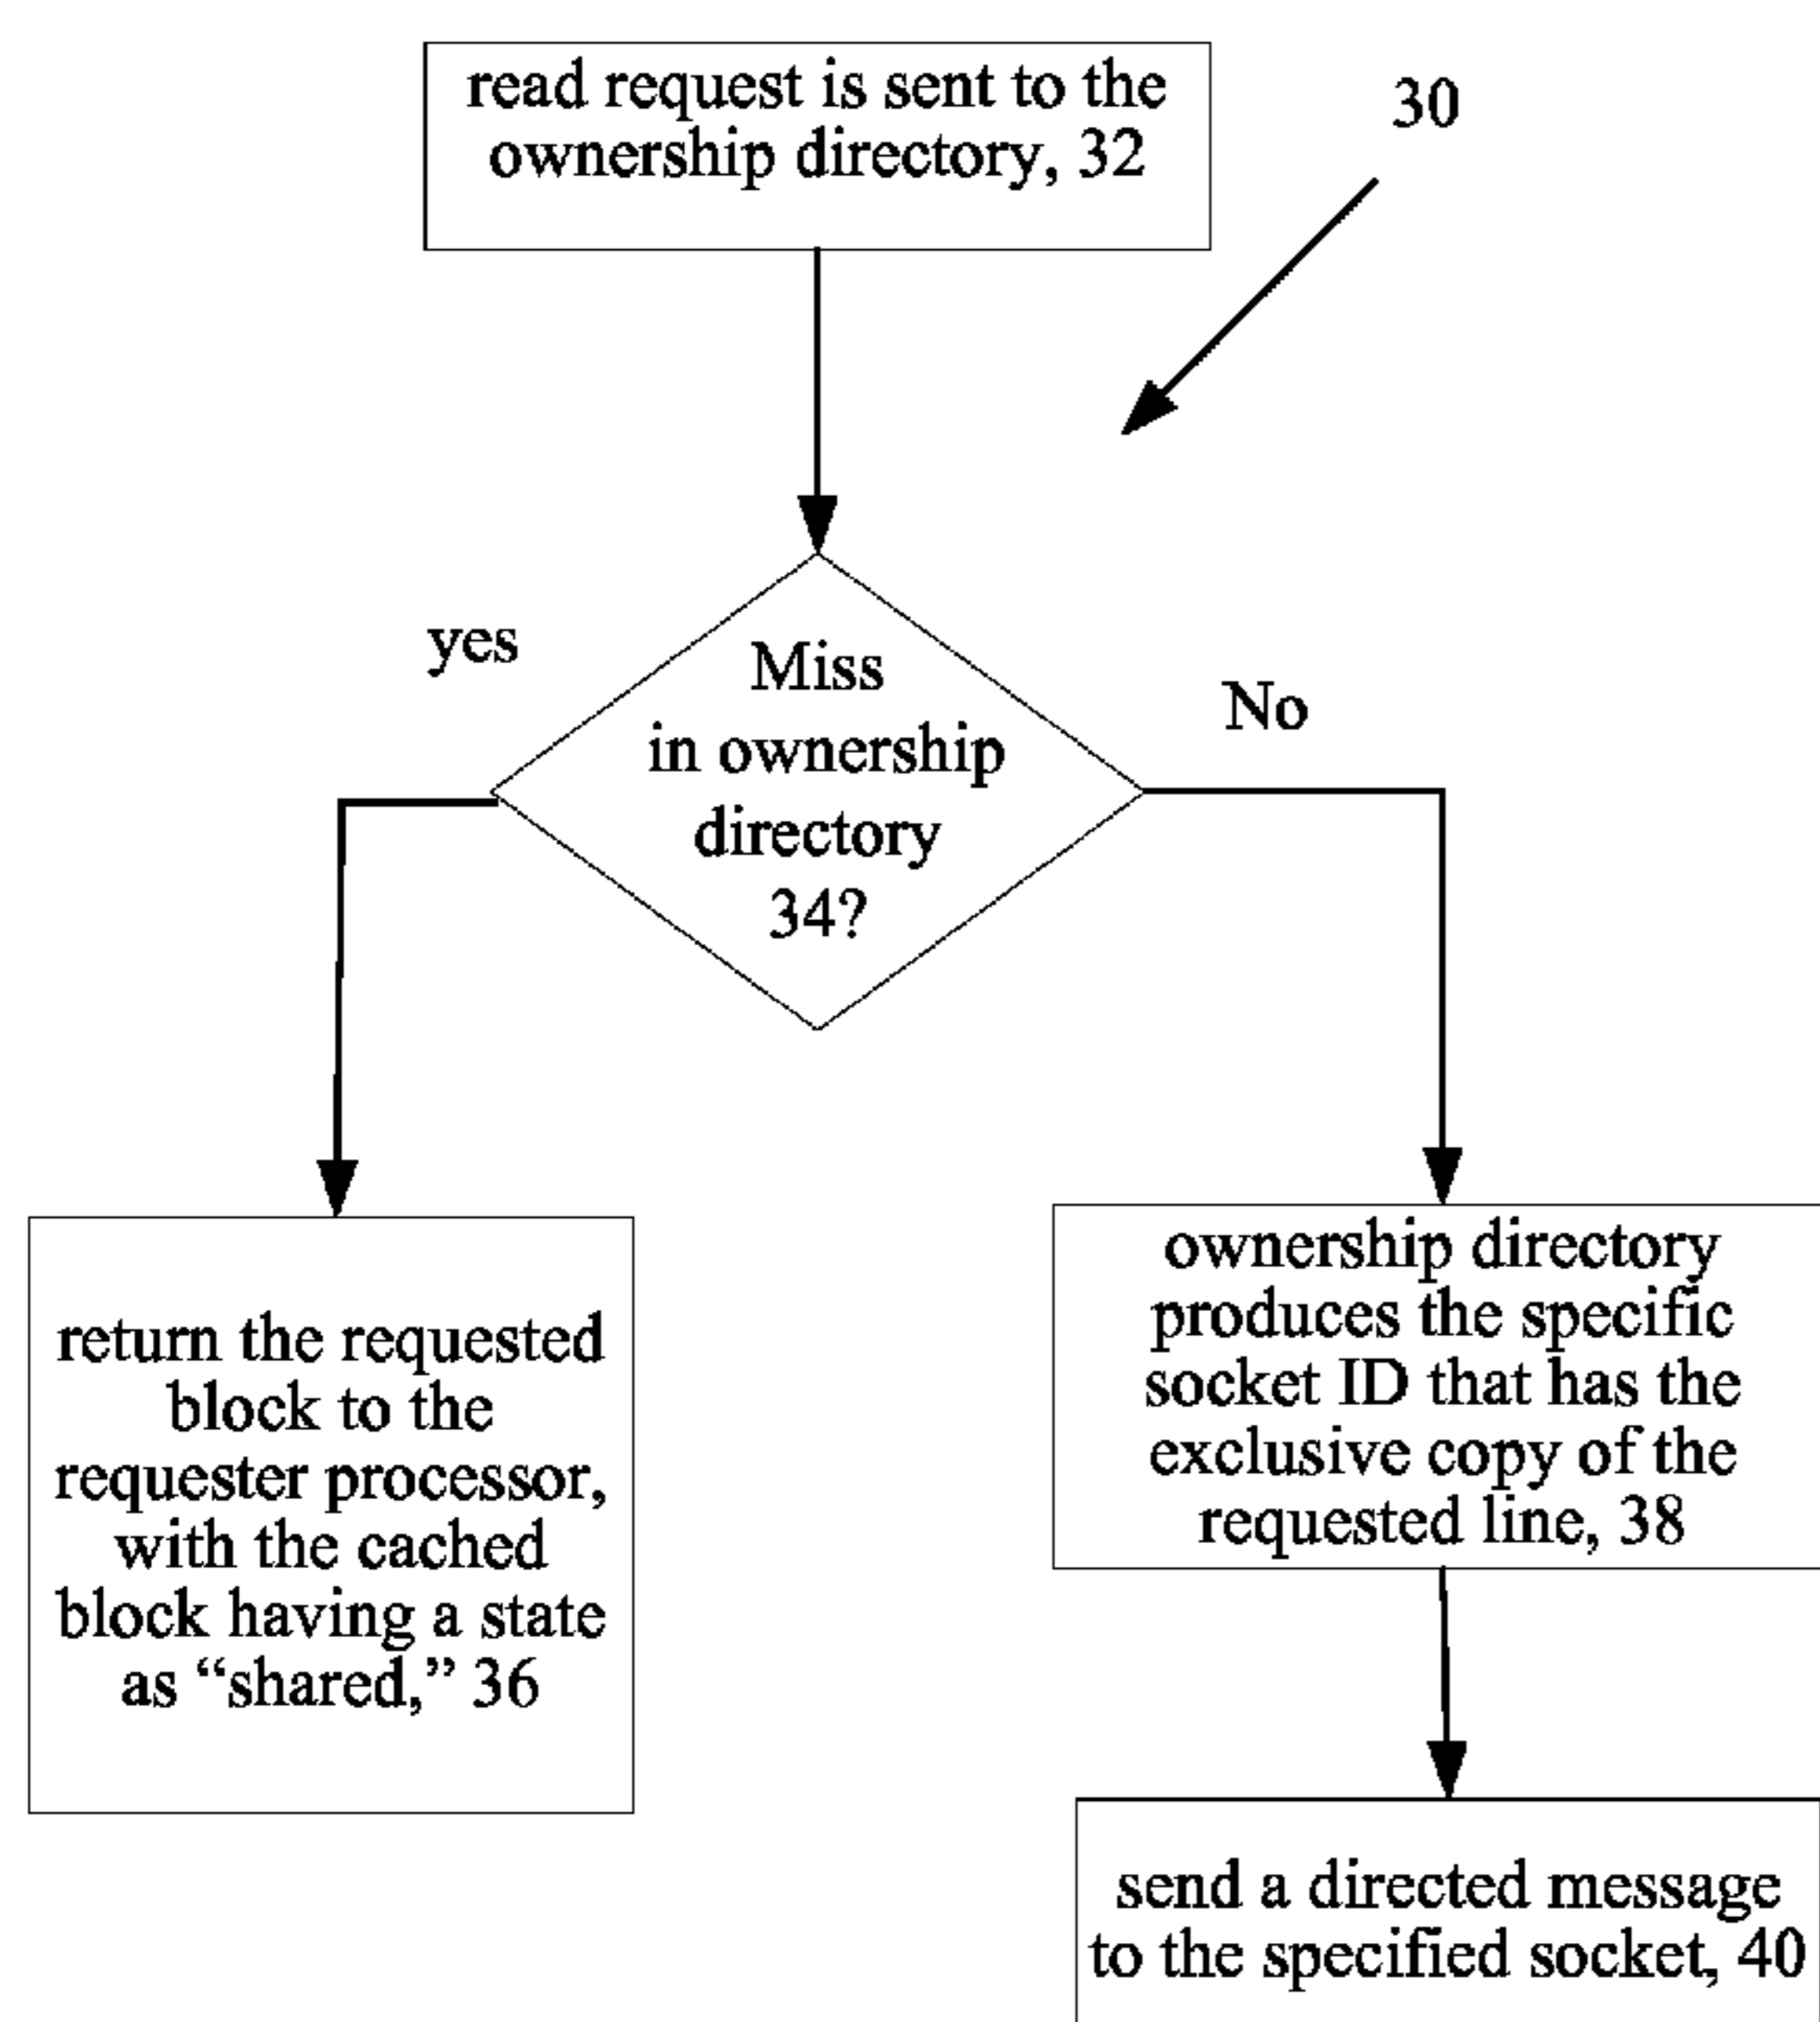 read request is sent to the
ownership directory, 32
30
yes
Miss
in ownership
directory
34?
No
return the requested
block to the
requester processor,
with the cached
block having a state
as “shared,” 36
ownership directory
produces the specific
socket ID that has the
exclusive copy of the
requested line, 38
send a directed message
to the specified socket, 40